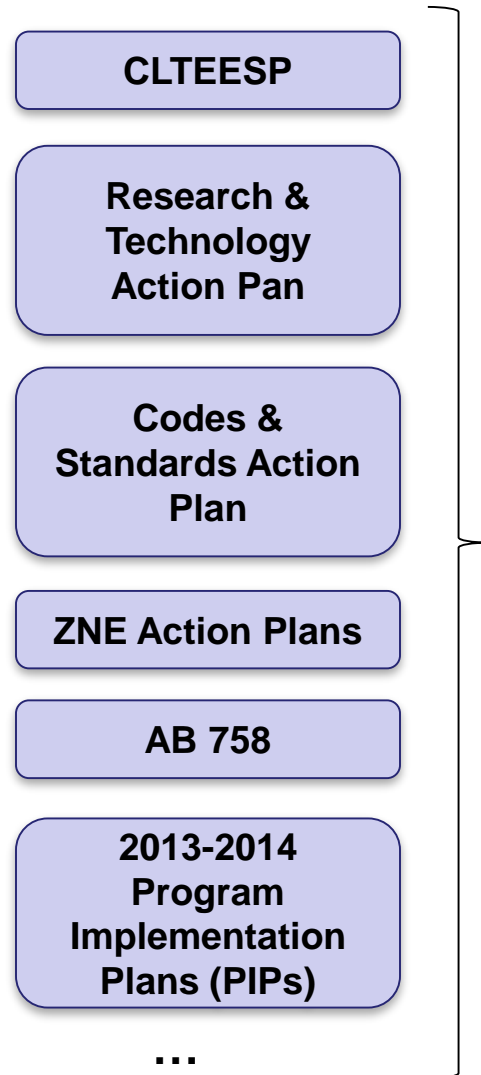 CLTEESP
Research &
Technology
Action Pan
Codes &
Standards Action
Plan
ZNE Action Plans
AB 758
2013-2014
Program
Implementation
Plans (PIPs)
...